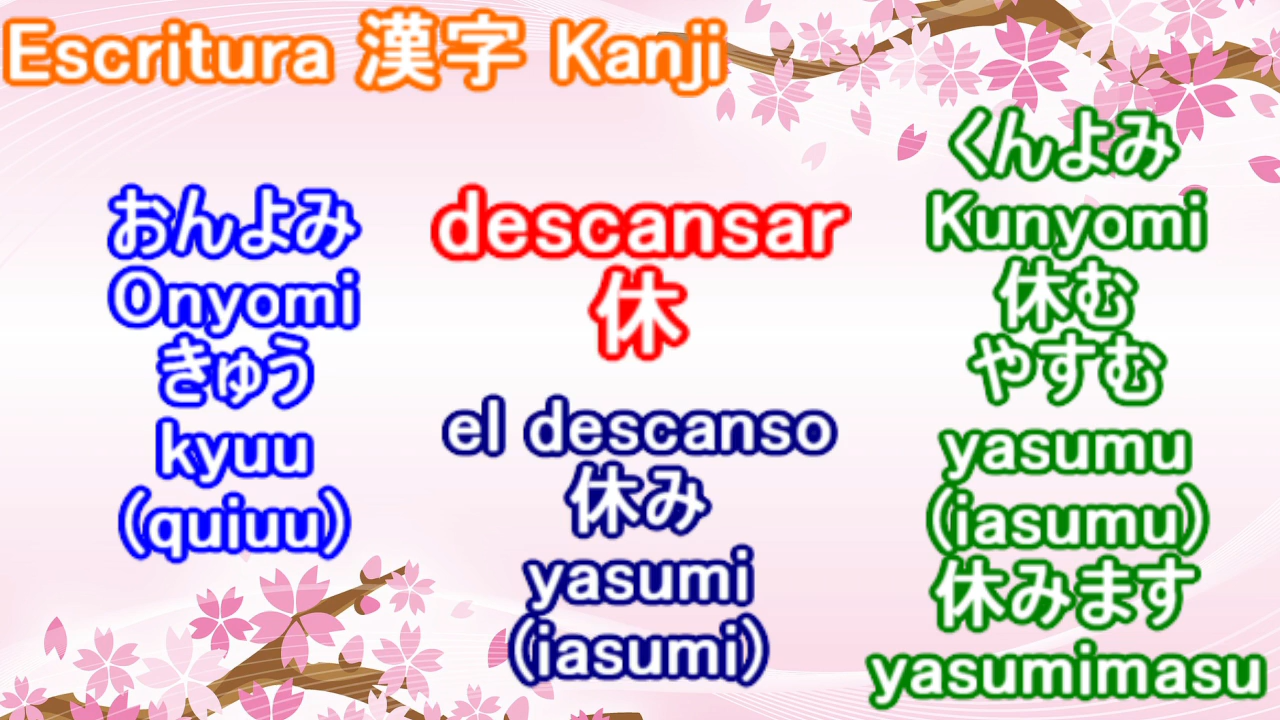 Escritura 漢字 Kanji
おんよみ
Onyomi
きゅう
kyuu
(quiuu)
descansar
休
el descanso
休み
yasumi
(iasumi)
くんよみ
Kunyomi
休む
やすむ
yasumu
(iasumu)
休みます
yasumimasu